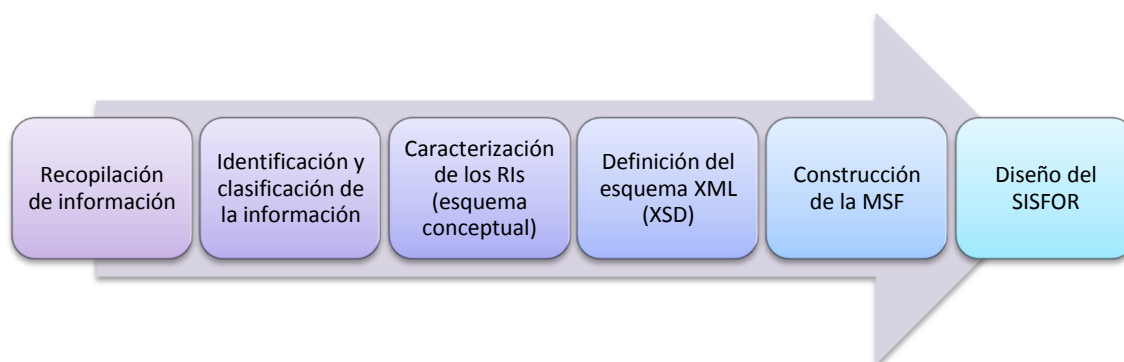 Recopilación
de información
Identificación y
clasificación de
la información
Caracterización
de los RIs
(esquema
conceptual)
Definición del
esquema XML
(XSD)
Construcción
de la MSF
Diseño del
SISFOR